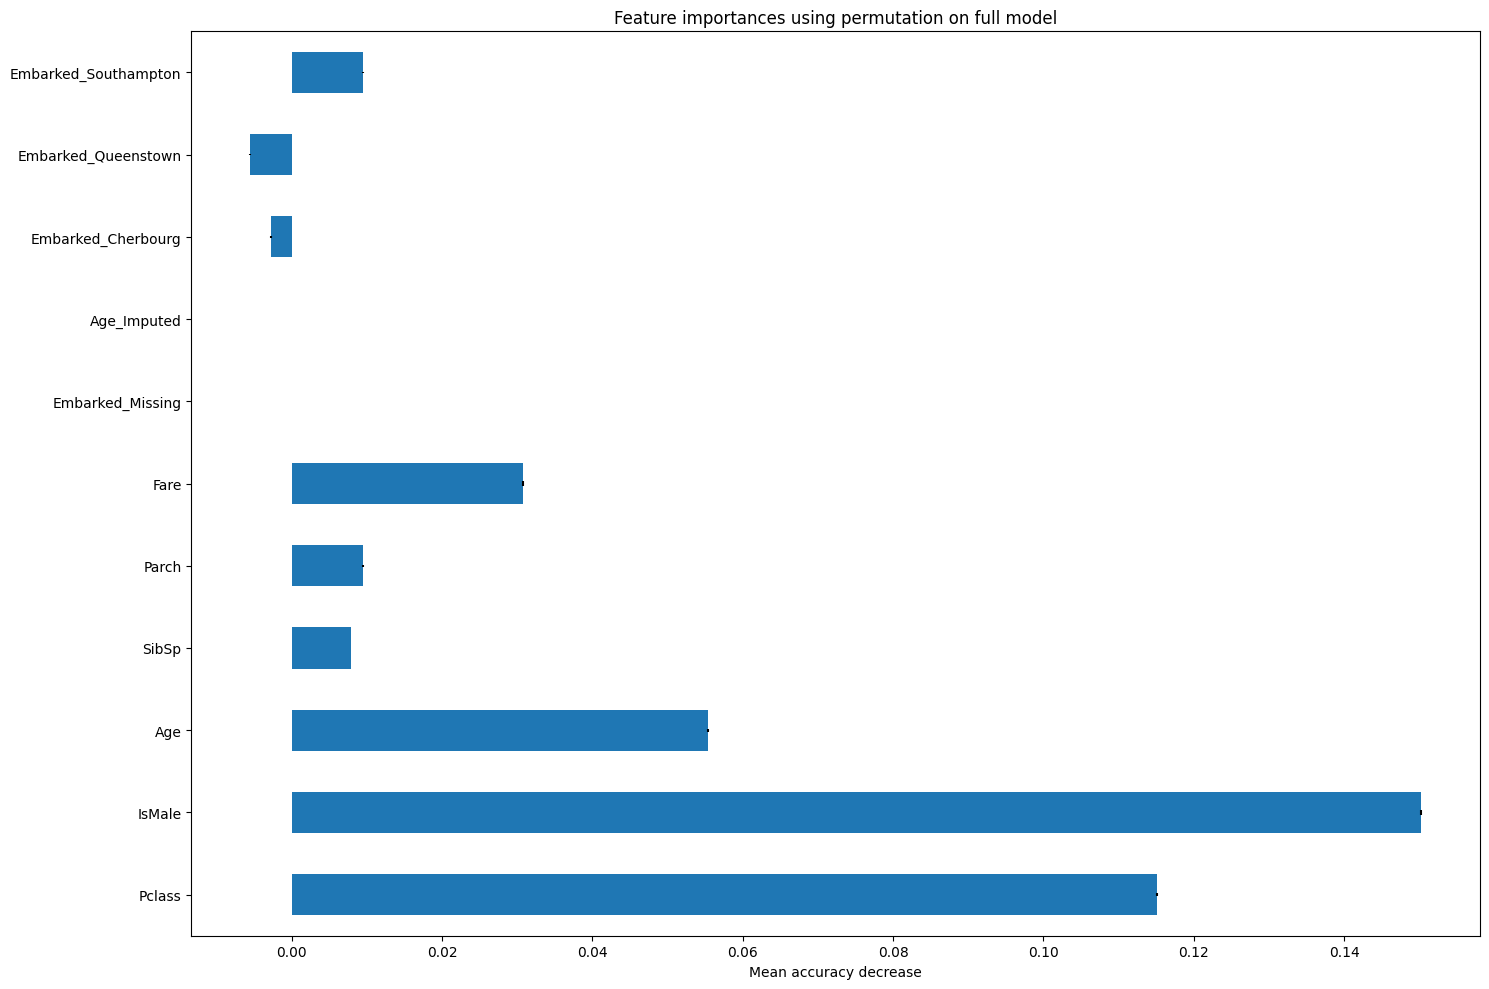 Feature importances using permutation on full model
Embarked_Southampton
Embarked_Queenstown
Embarked_Cherbourg
Age_Imputed
Embarked_Missing
Fare
Parch
SibSp
Age
IsMale
Pclass
0.00 0.02 0.04 0.06 0.08 0.10 0.12 0.14
Mean accuracy decrease